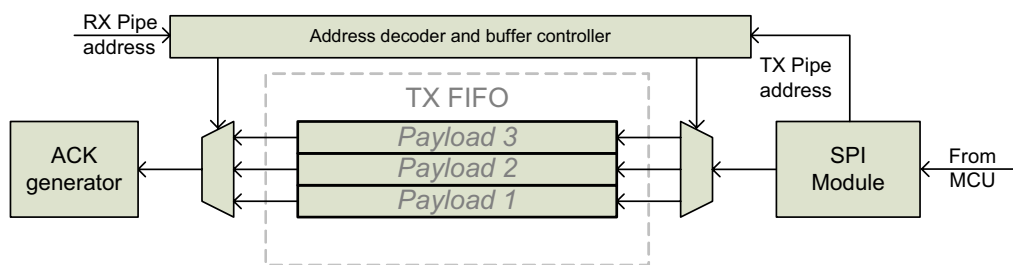 RX Pipe
address
Address decoder and buffer controller
TX Pipe
address
TX FIFO
Payload 3
Payload 2
Payload 1
ACK
generator
SPI
Module
From
MCU